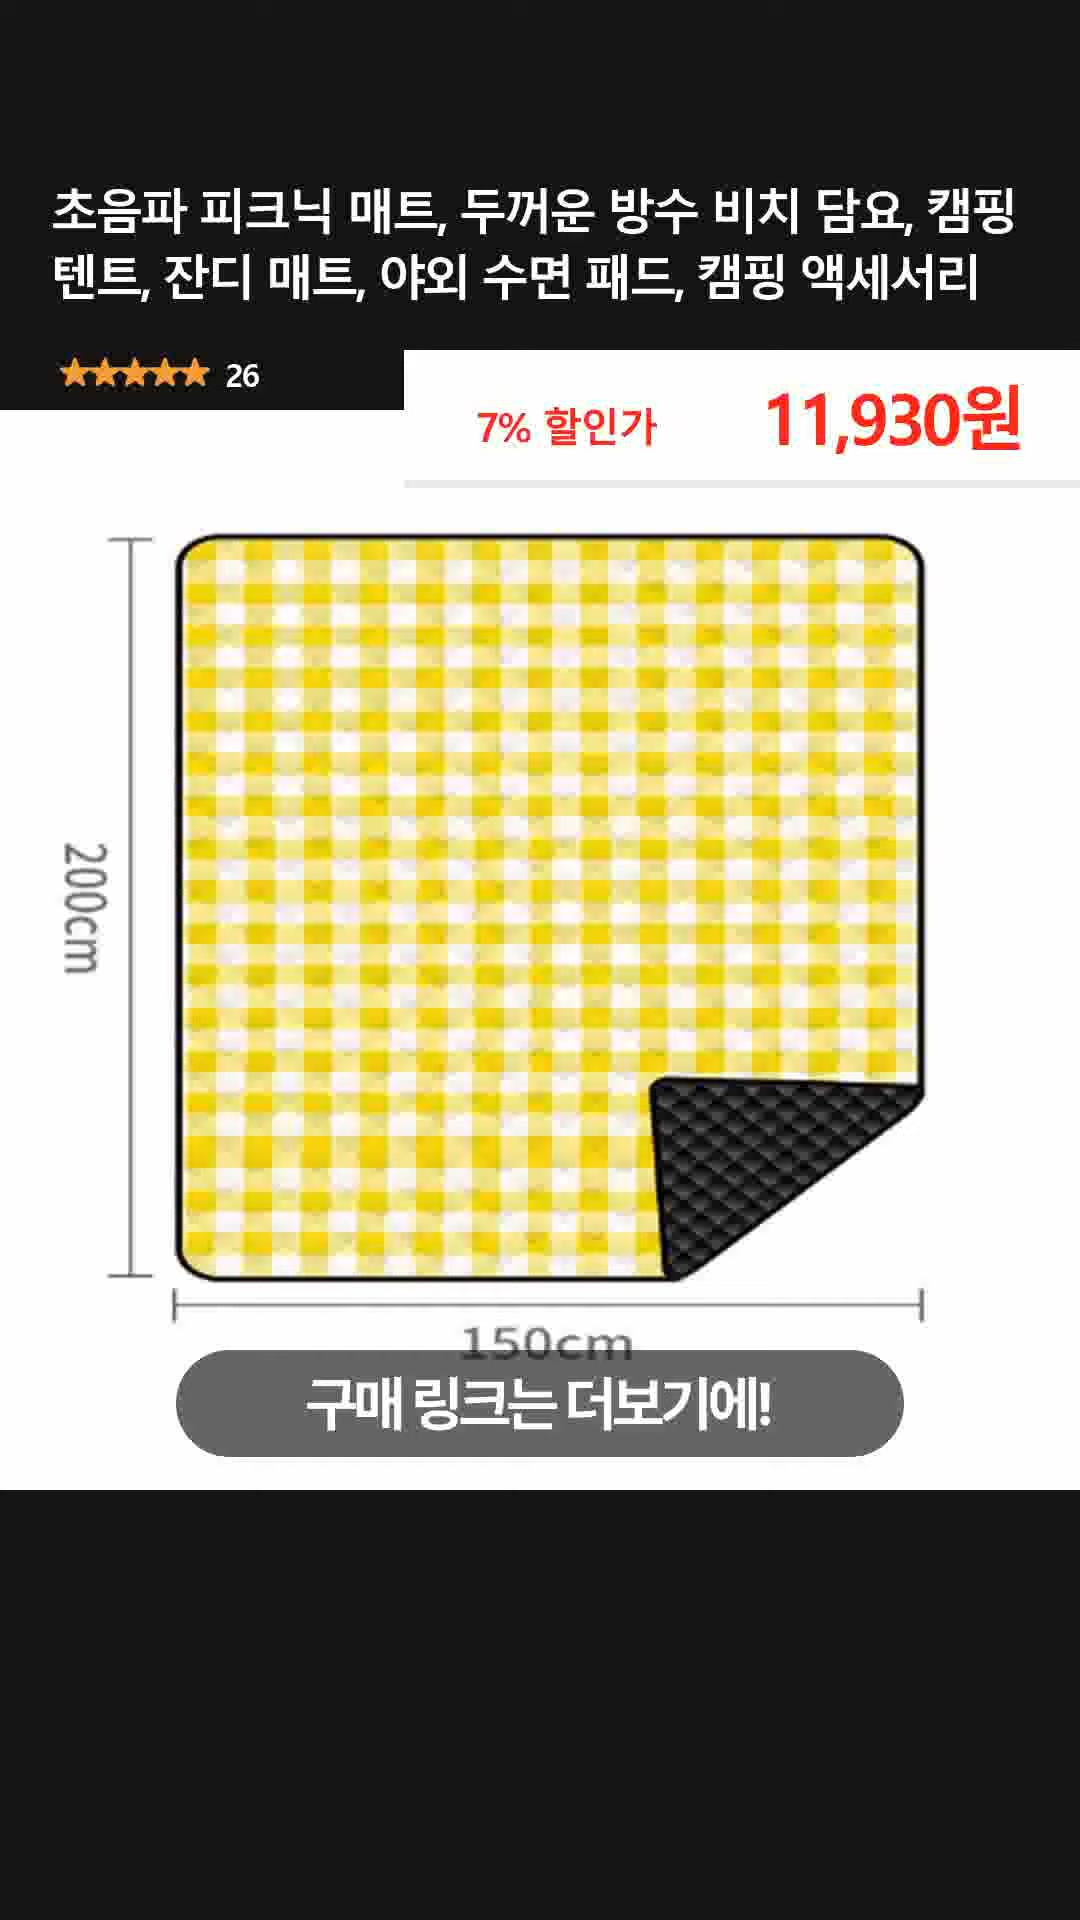 초음파 피크닉 매트, 두꺼운 방수 비치 담요, 캠핑
텐트, 잔디 매트, 야외 수면 패드, 캠핑 액세서리
26
7% 할인가
11,930원
200cm
150cm
구매 링크는 더보기에!